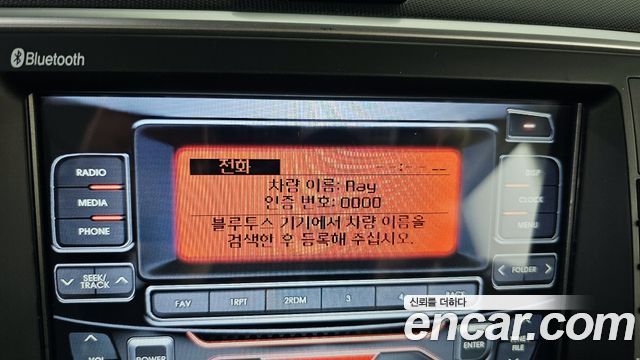 Bluetooth
전화
차량 이름: Ray
인증 번호: 0000
블루투스 기기에서 차량 이름을
검색한 후 등록해 주십시오.
RADIO
MEDIA
PHONE
SEEK/
TRACK
DISP
CLOCK
MENU
FOLDER
FAV
1RPT
2RDM
3
4
VOL
POWER
FILE
신뢰를 더하다
encar.com